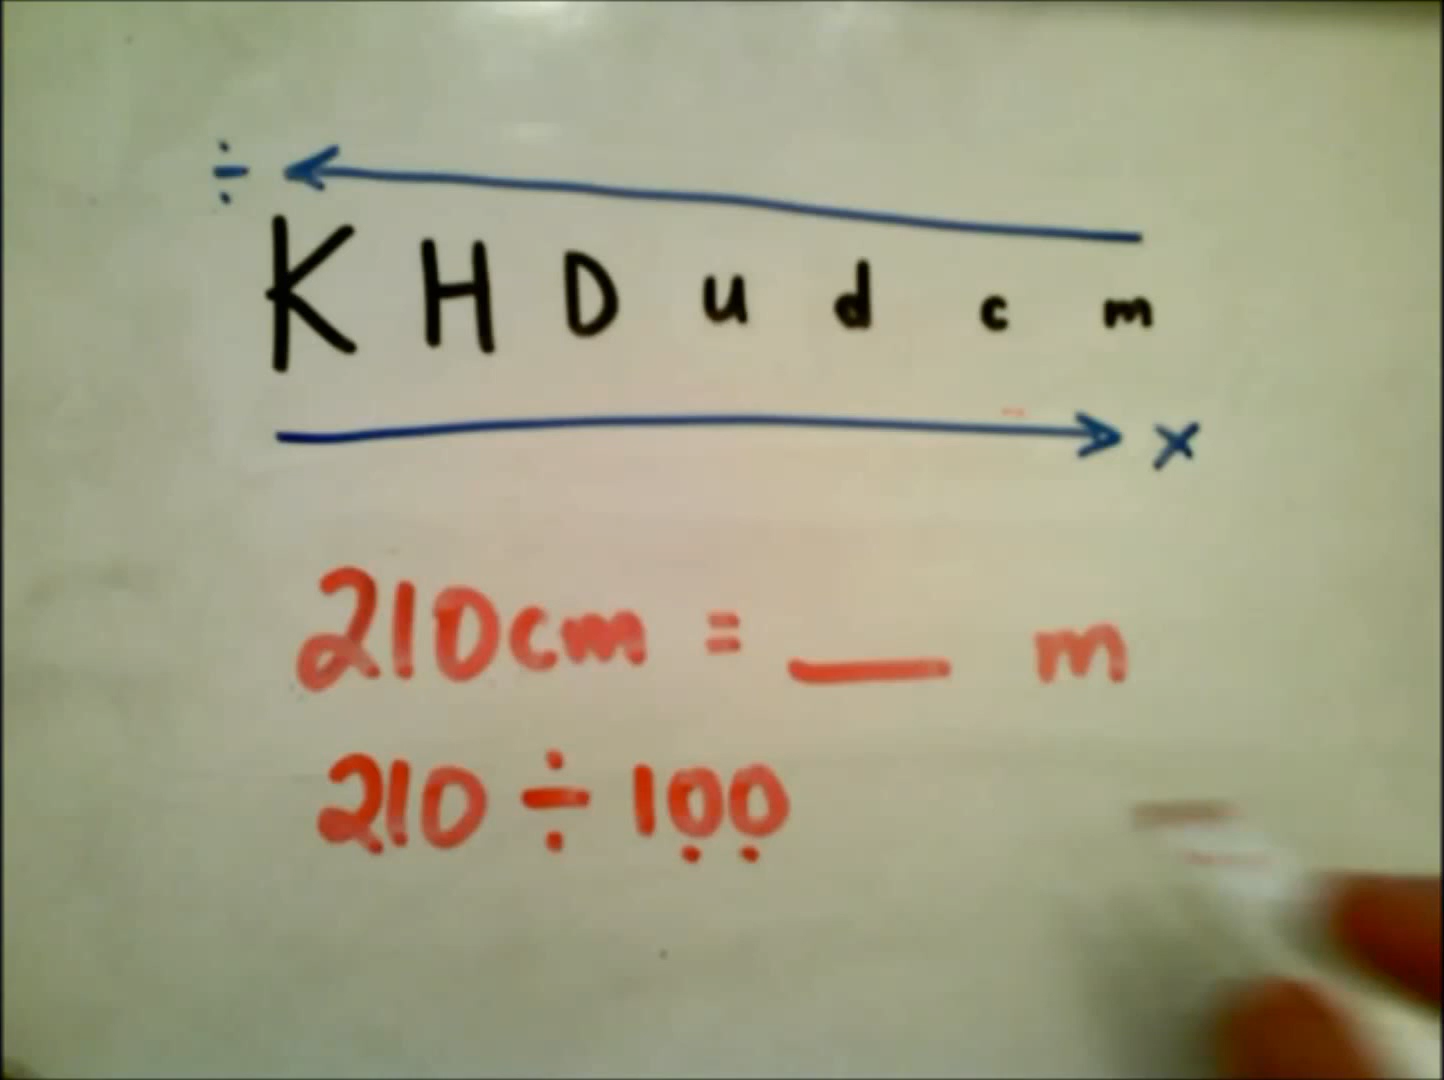 ÷
K H D u d c m
x
210cm = ___ m
210 ÷ 100